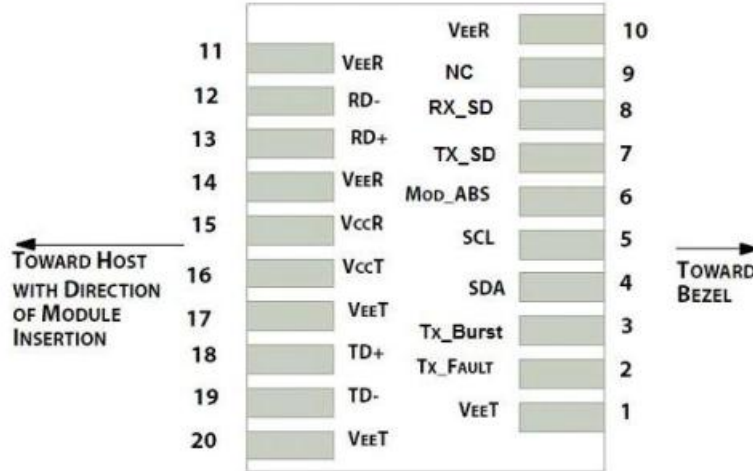 11 VEER
12 RD-
13 RD+
14 VEER
15 VCCR
16 VCCT
17 VEET
18 TD+
19 TD-
20 VEET
VEER 10
NC 9
RX_SD 8
TX_SD 7
MOD_ABS 6
SCL 5
SDA 4
Tx_Burst 3
TX_FAULT 2
VEET 1
TOWARD HOST
WITH DIRECTION
OF MODULE
INSERTION
TOWARD
BEZEL